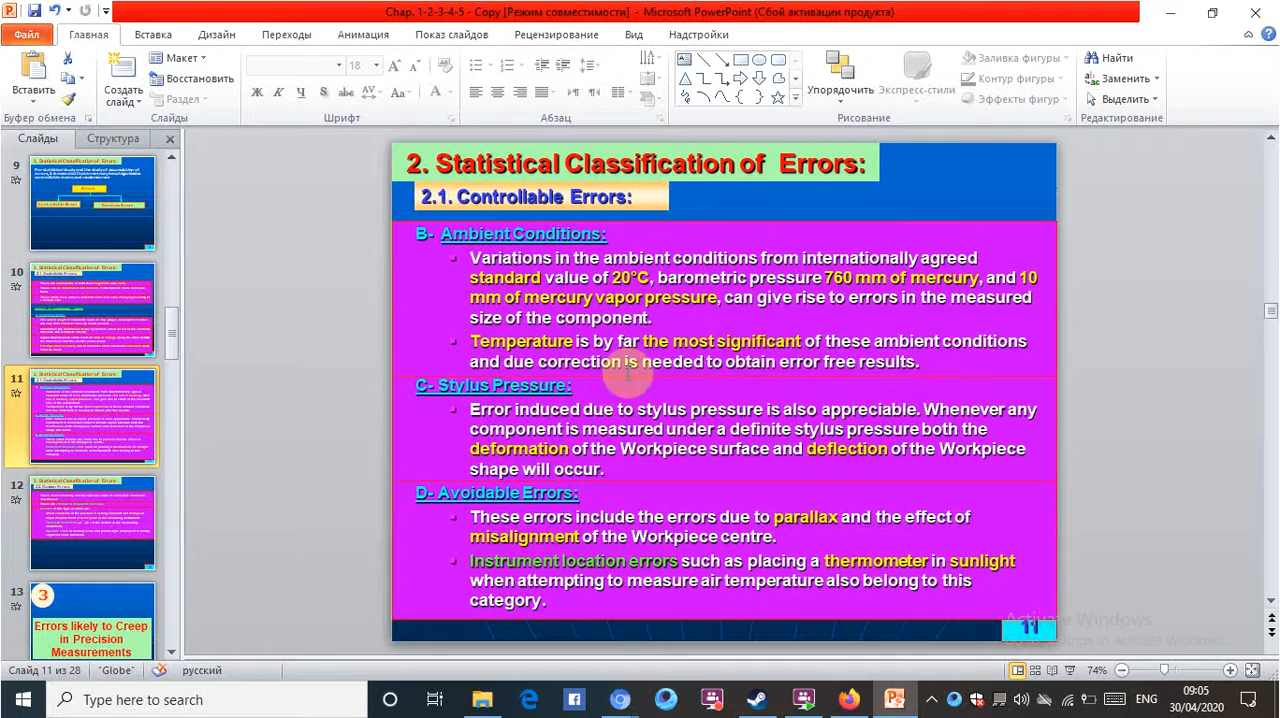 Chap. 1-2-3-4-5 - Copy [Режим совместимости] - Microsoft PowerPoint (Сбой активации продукта)
Файл Главная Вставка Дизайн Переходы Анимация Показ слайдов Рецензирование Вид Надстройки
Вставить
Буфер обмена
Создать слайд
Макет
Восстановить
Раздел
Слайды
18
Ж К Ч S abc AV Aa A
Шрифт
Абзац
Упорядочить
Экспресс-стили
Заливка фигуры
Контур фигуры
Эффекты фигур
Рисование
Найти
Заменить
Выделить
Редактирование
Слайды Структура
9
10
11
12
13
3
Errors likely to Creep
in Precision
Measurements
2. Statistical Classification of Errors:
2.1. Controllable Errors:
B- Ambient Conditions:
Variations in the ambient conditions from internationally agreed
standard value of 20°C, barometric pressure 760 mm of mercury, and 10
mm of mercury vapor pressure, can give rise to errors in the measured
size of the component.
Temperature is by far the most significant of these ambient conditions
and due correction is needed to obtain error free results.
C- Stylus Pressure:
Error induced due to stylus pressure is also appreciable. Whenever any
component is measured under a definite stylus pressure both the
deformation of the Workpiece surface and deflection of the Workpiece
shape will occur.
D- Avoidable Errors:
These errors include the errors due to parallax and the effect of
misalignment of the Workpiece centre.
Instrument location errors such as placing a thermometer in sunlight
when attempting to measure air temperature also belong to this
category.
11
Activate Windows
Слайд 11 из 28 "Globe" русский 74%
Type here to search
ENG
09:05
30/04/2020